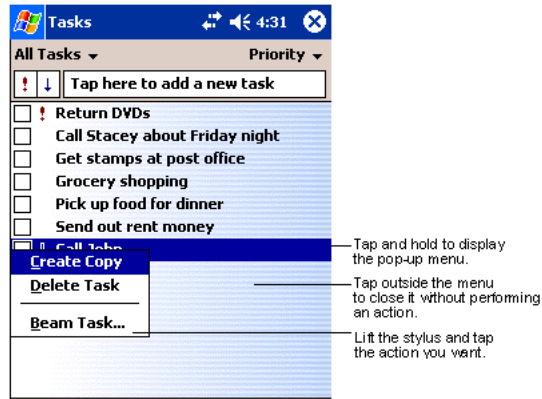 Tasks 4:31
All Tasks Priority
! ↓ Tap here to add a new task
! Return DVDs
Call Stacey about Friday night
Get stamps at post office
Grocery shopping
Pick up food for dinner
Send out rent money
↓ Call John
Create Copy
Delete Task
Beam Task...
Tap and hold to display
the pop-up menu.
Tap outside the menu
to close it without performing
an action.
Lift the stylus and tap
the action you want.